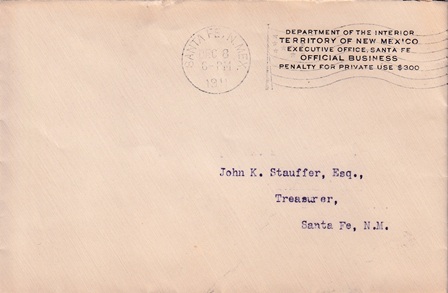 SANTA FE, N. MEX.
DEC 6
6-PM
191
DEPARTMENT OF THE INTERIOR
TERRITORY OF NEW MEXICO
EXECUTIVE OFFICE, SANTA FE
OFFICIAL BUSINESS
PENALTY FOR PRIVATE USE $300
John K. Stauffer, Esq.,
Treasurer,
Santa Fe, N.M.